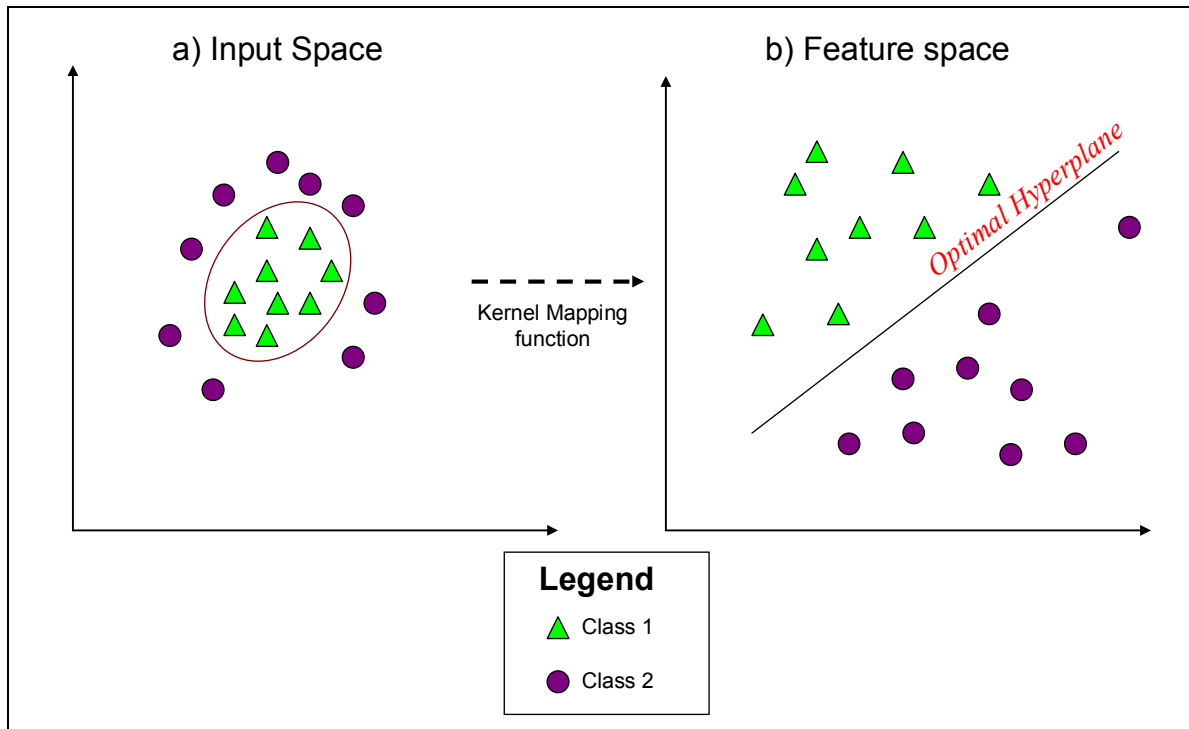 a) Input Space
b) Feature space
Optimal Hyperplane
Kernel Mapping
function
Legend
Class 1
Class 2